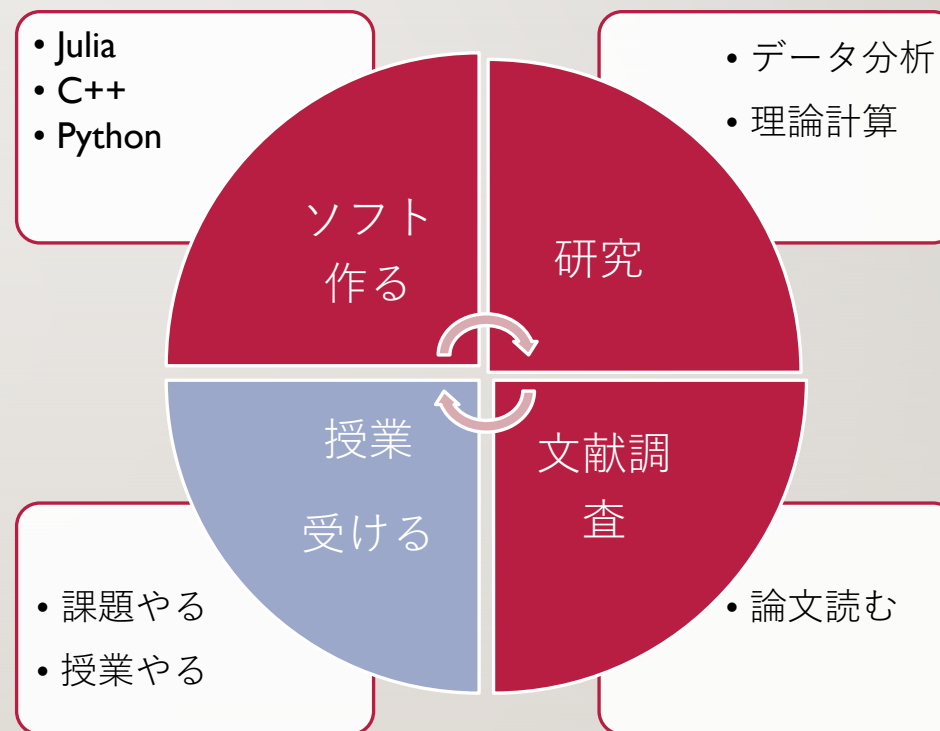 • Julia
• C++
• Python
• データ分析
• 理論計算
ソフト
作る
研究
授業
受ける
文献調
査
• 課題やる
• 授業やる
• 論文読む